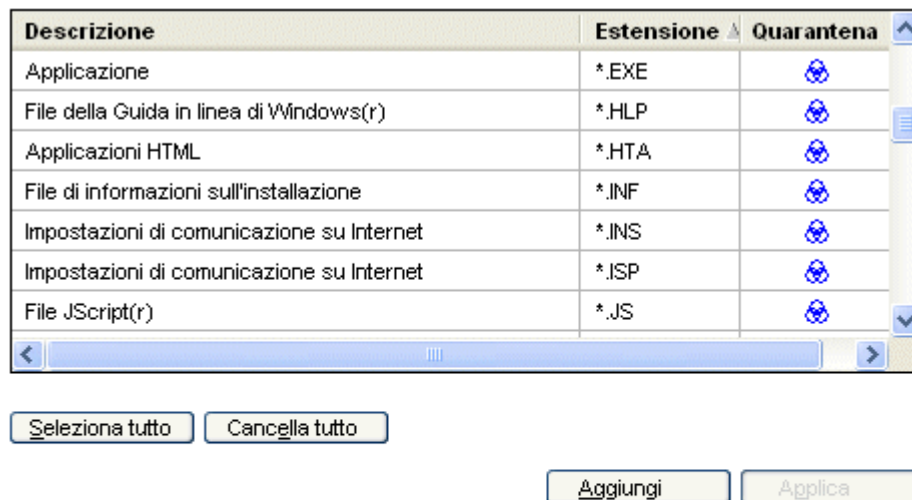 Descrizione Estensione Quarantena
Applicazione *.EXE
File della Guida in linea di Windows(r) *.HLP
Applicazioni HTML *.HTA
File di informazioni sull'installazione *.INF
Impostazioni di comunicazione su Internet *.INS
Impostazioni di comunicazione su Internet *.ISP
File JScript(r) *.JS
Seleziona tutto Cancella tutto
Aggiungi Applica